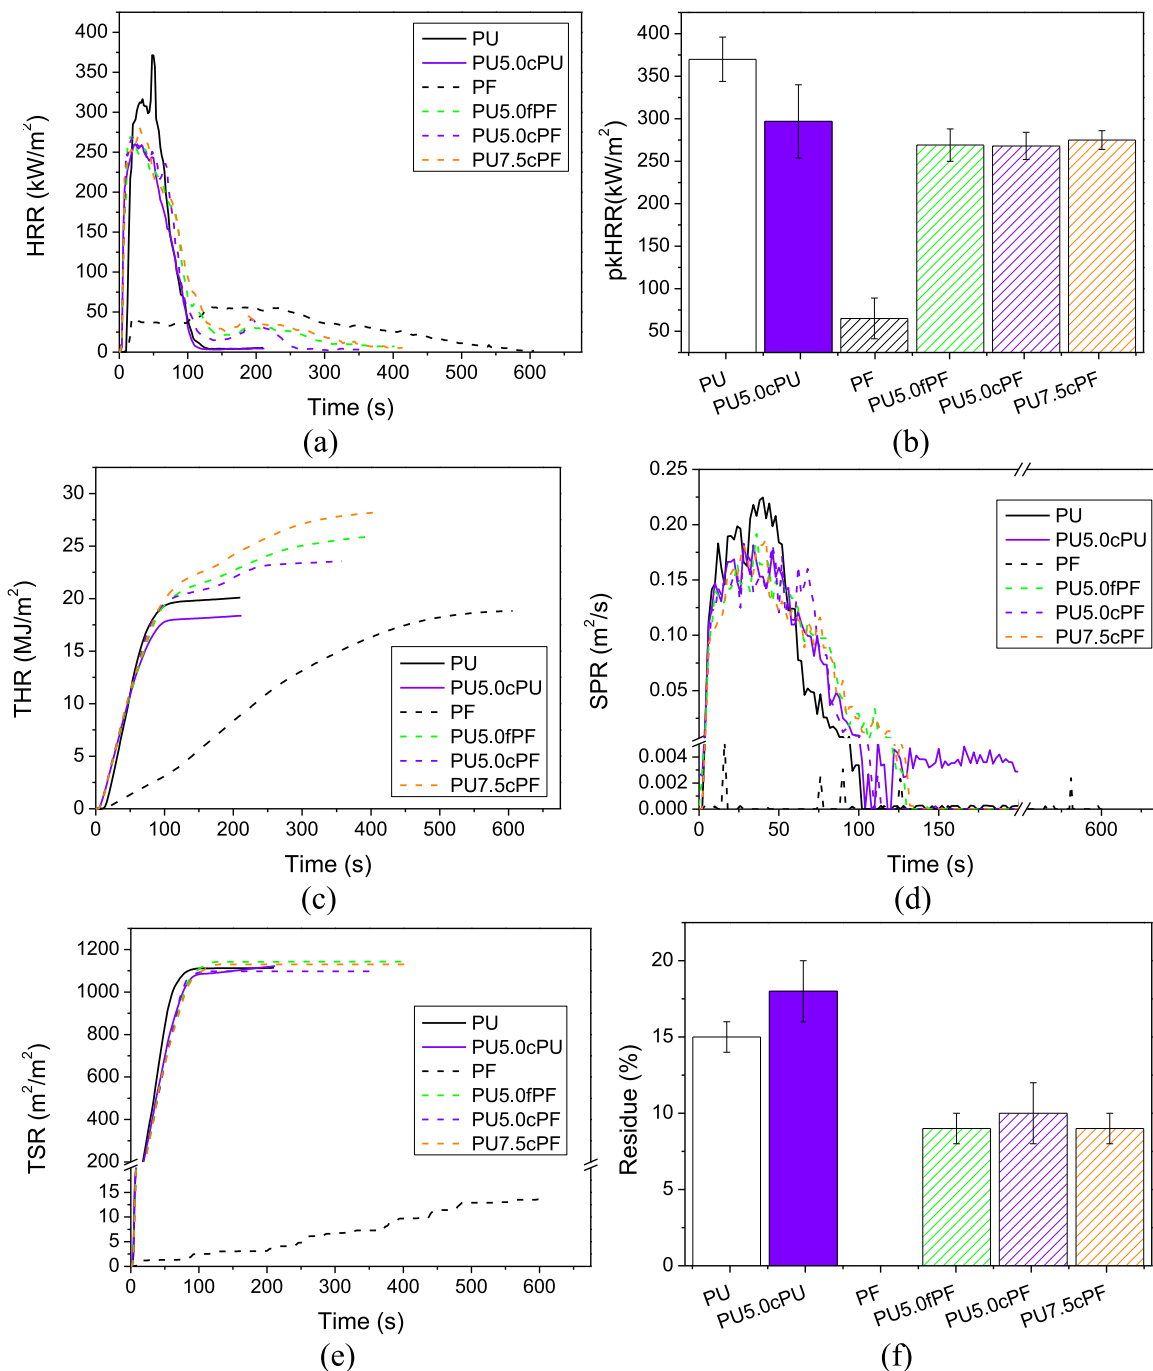 400
350
300
250
200
150
100
50
0
HRR (kW/m²)
0 100 200 300 400 500 600
Time (s)
PU
PU5.0cPU
PF
PU5.0fPF
PU5.0cPF
PU7.5cPF
(a)
400
350
300
250
200
150
100
50
pkHRR(kW/m²)
PU
PU5.0cPU
PF
PU5.0fPF
PU5.0cPF
PU7.5cPF
(b)
30
25
20
15
10
5
0
THR (MJ/m²)
0 100 200 300 400 500 600
Time (s)
PU
PU5.0cPU
PF
PU5.0fPF
PU5.0cPF
PU7.5cPF
(c)
0.25
0.20
0.15
0.10
0.05
0.004
0.002
0.000
SPR (m²/s)
0 50 100 150 600
Time (s)
PU
PU5.0cPU
PF
PU5.0fPF
PU5.0cPF
PU7.5cPF
(d)
1200
1000
800
600
400
200
15
10
5
0
TSR (m²/m²)
0 100 200 300 400 500 600
Time (s)
PU
PU5.0cPU
PF
PU5.0fPF
PU5.0cPF
PU7.5cPF
(e)
20
15
10
5
0
Residue (%)
PU
PU5.0cPU
PF
PU5.0fPF
PU5.0cPF
PU7.5cPF
(f)